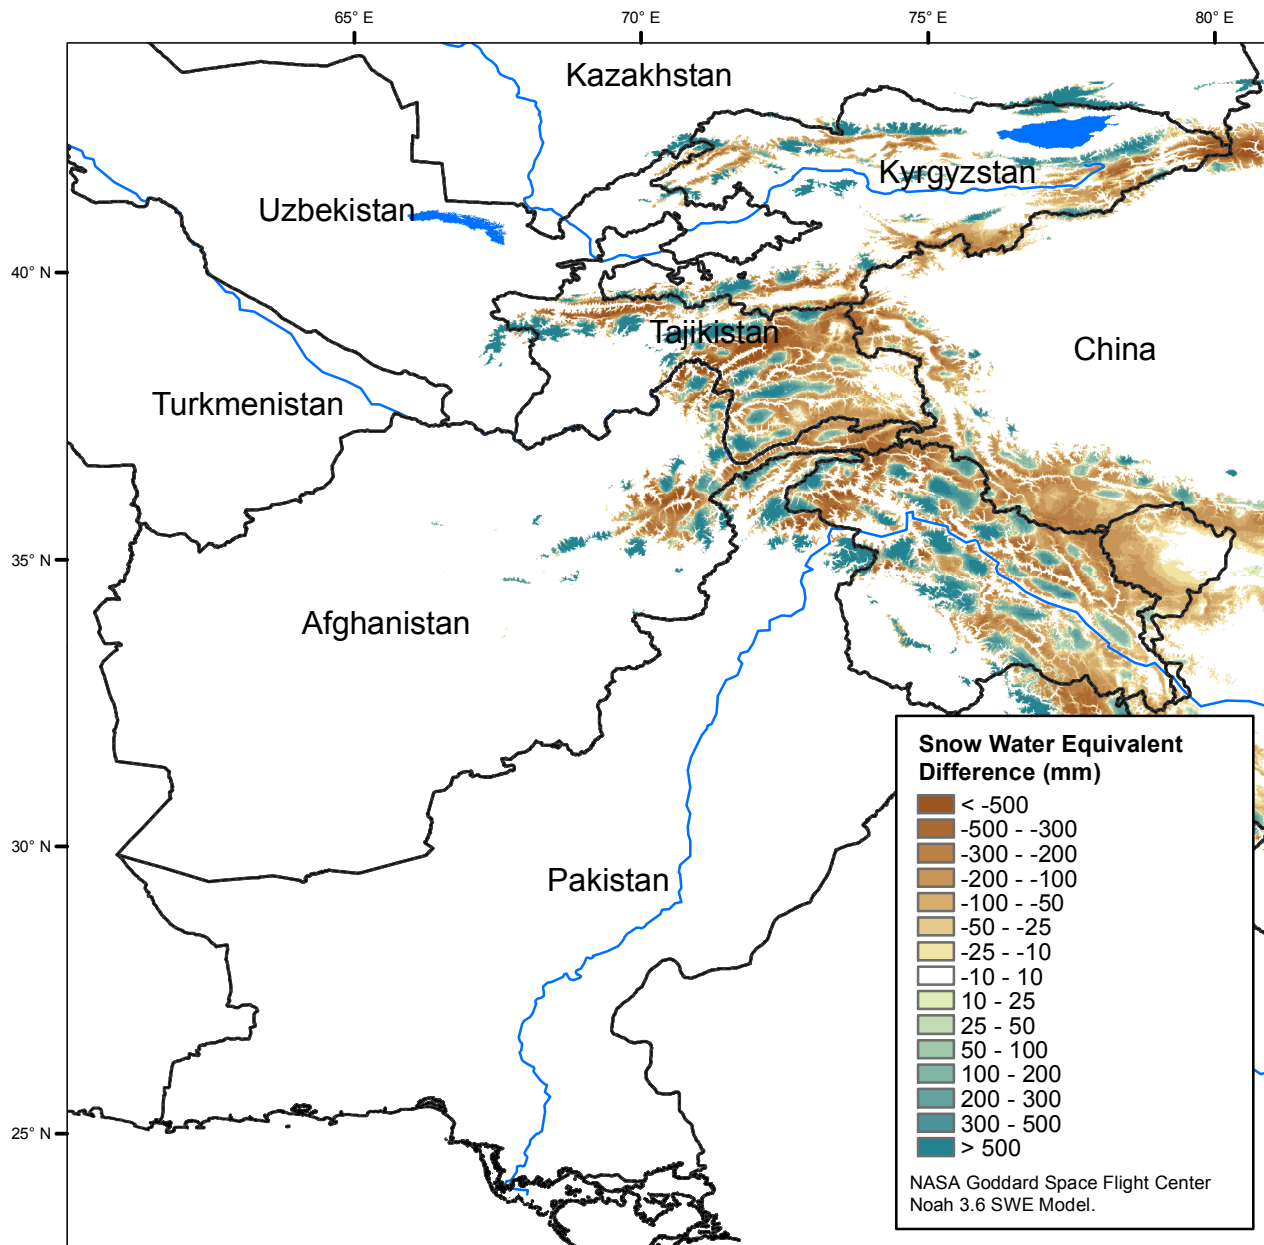 65° E
70° E
75° E
80° E
Kazakhstan
Kyrgyzstan
Uzbekistan
40° N
Tajikistan
China
Turkmenistan
35° N
Afghanistan
30° N
Pakistan
25° N
Snow Water Equivalent
Difference (mm)
< -500
-500 - -300
-300 - -200
-200 - -100
-100 - -50
-50 - -25
-25 - -10
-10 - 10
10 - 25
25 - 50
50 - 100
100 - 200
200 - 300
300 - 500
> 500
NASA Goddard Space Flight Center
Noah 3.6 SWE Model.